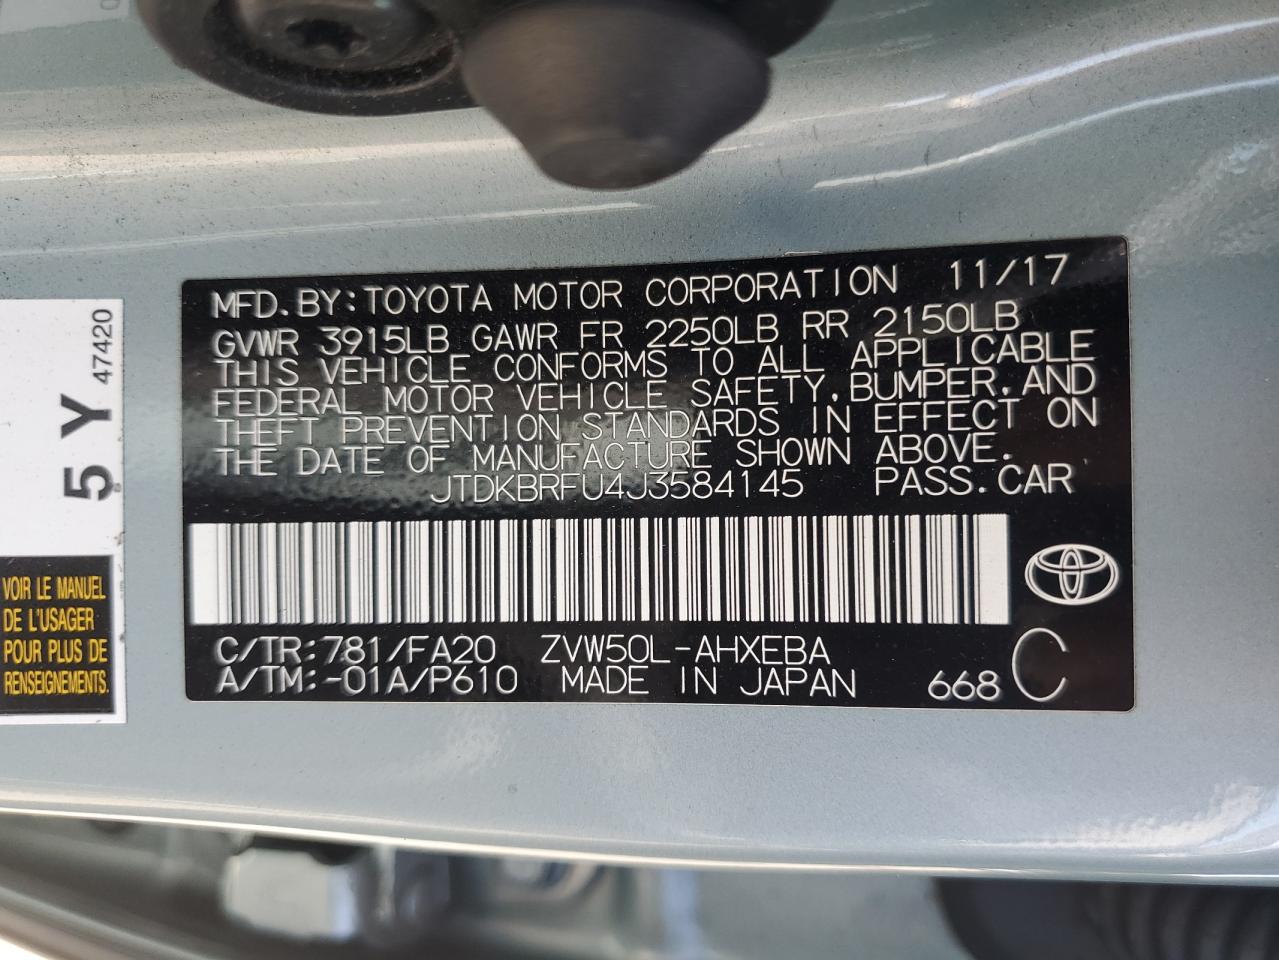 MFD.BY:TOYOTA MOTOR CORPORATION 11/17
GVWR 3915LB GAWR FR 2250LB RR 2150LB
THIS VEHICLE CONFORMS TO ALL APPLICABLE
FEDERAL MOTOR VEHICLE SAFETY,BUMPER,AND
THEFT PREVENTION STANDARDS IN EFFECT ON
THE DATE OF MANUFACTURE SHOWN ABOVE.
JTDKBRFU4J3584145 PASS.CAR
C/TR:781/FA20 ZVW50L-AHXEBA
A/TM:-01A/P610 MADE IN JAPAN 668 C
5 Y 47420
VOIR LE MANUEL
DE L'USAGER
POUR PLUS DE
RENSEIGNEMENTS.